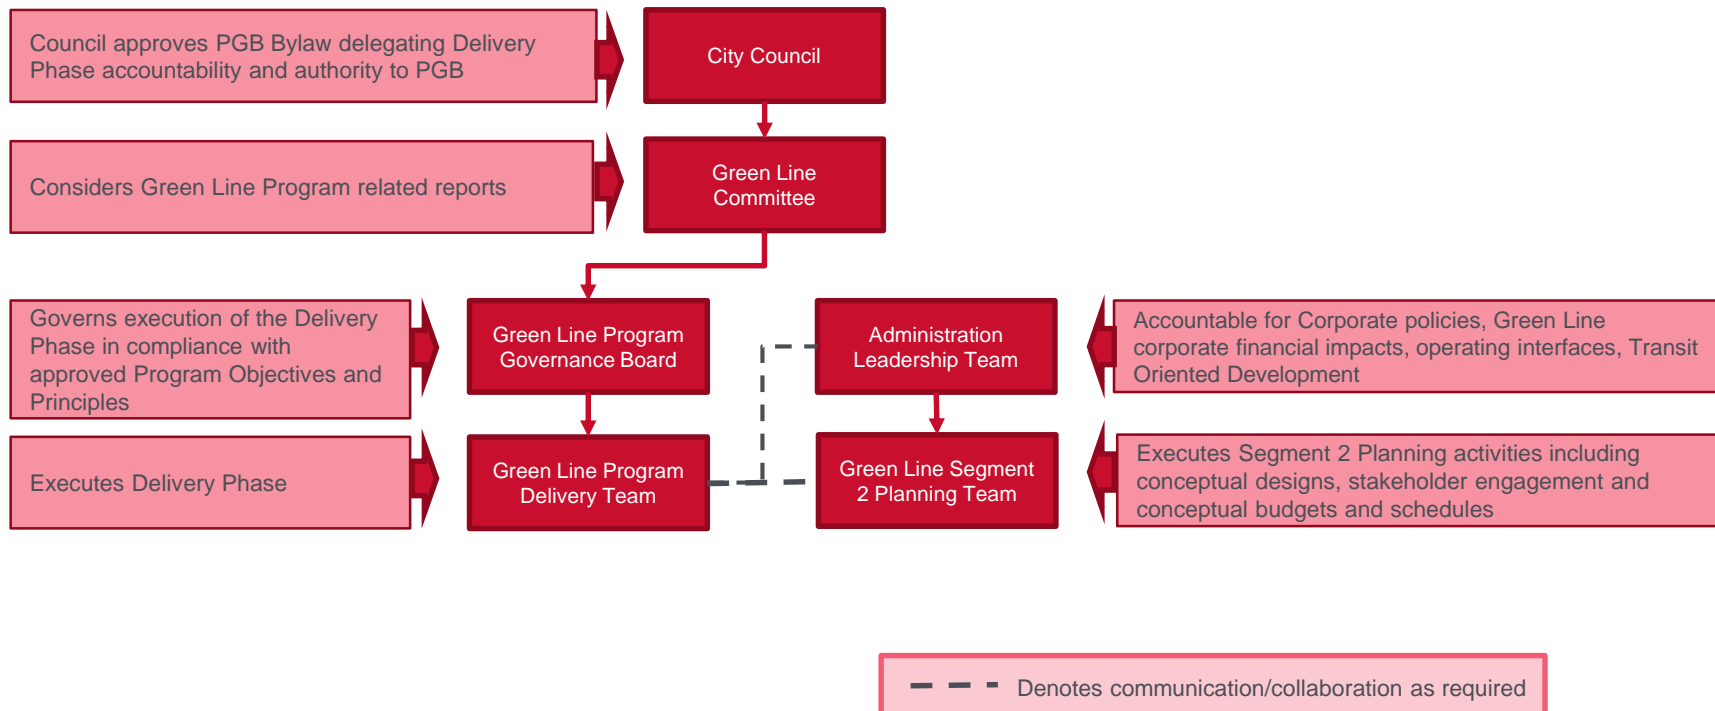 Council approves PGB Bylaw delegating Delivery
Phase accountability and authority to PGB
City Council
Considers Green Line Program related reports
Green Line
Committee
Governs execution of the Delivery
Phase in compliance with
approved Program Objectives and
Principles
Green Line Program
Governance Board
Administration
Leadership Team
Accountable for Corporate policies, Green Line
corporate financial impacts, operating interfaces, Transit
Oriented Development
Executes Delivery Phase
Green Line Program
Delivery Team
Green Line Segment
2 Planning Team
Executes Segment 2 Planning activities including
conceptual designs, stakeholder engagement and
conceptual budgets and schedules
Denotes communication/collaboration as required